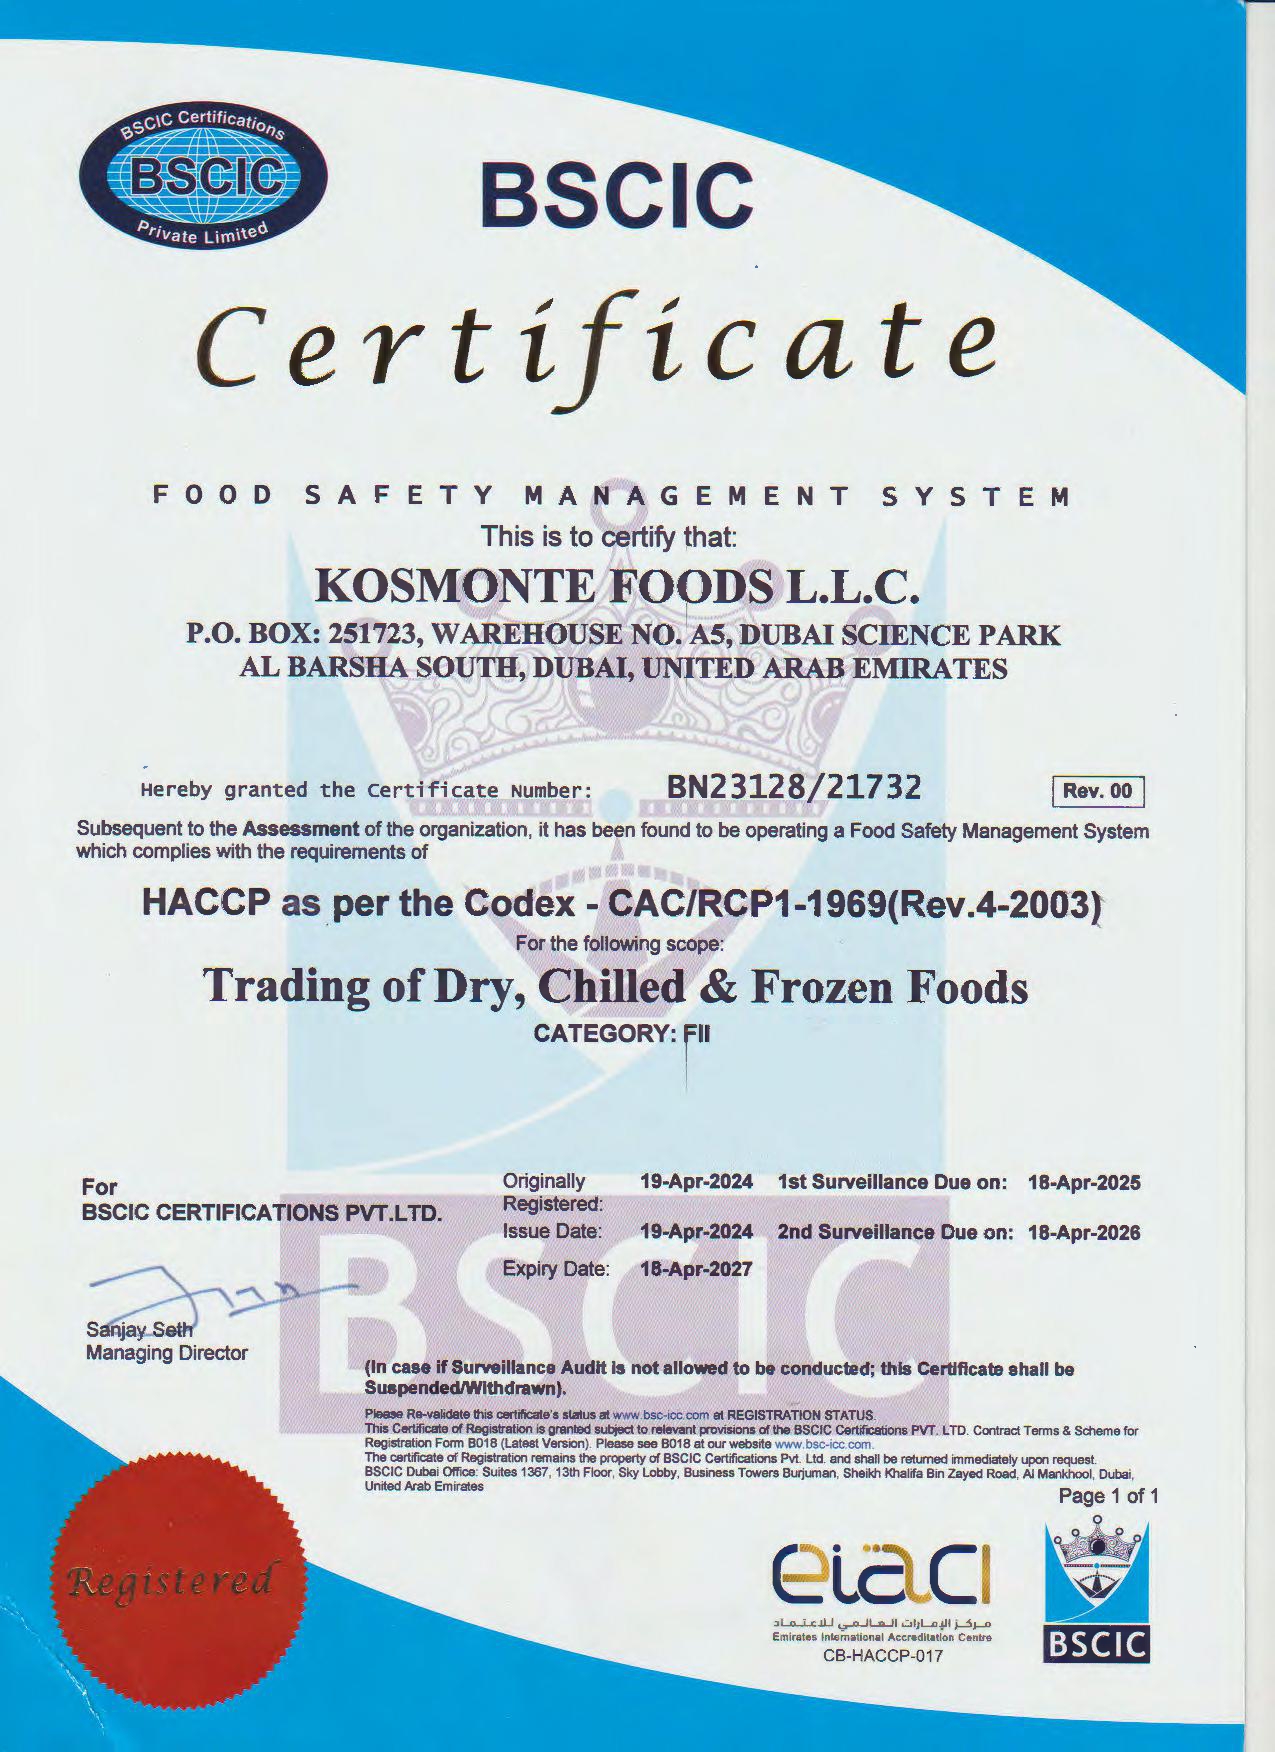 BSCIC Certifications
BSCIC
Private Limited
BSCIC
Certificate
FOOD SAFETY MANAGEMENT SYSTEM
This is to certify that:
KOSMONTE FOODS L.L.C.
P.O. BOX: 251723, WAREHOUSE NO. A5, DUBAI SCIENCE PARK
AL BARSHA SOUTH, DUBAI, UNITED ARAB EMIRATES
Hereby granted the Certificate Number: BN23128/21732 Rev. 00
Subsequent to the Assessment of the organization, it has been found to be operating a Food Safety Management System
which complies with the requirements of
HACCP as per the Codex - CAC/RCP1-1969(Rev.4-2003)
For the following scope:
Trading of Dry, Chilled & Frozen Foods
CATEGORY: FII
For
BSCIC CERTIFICATIONS PVT.LTD.
Originally Registered: 19-Apr-2024 1st Surveillance Due on: 18-Apr-2025
Issue Date: 19-Apr-2024 2nd Surveillance Due on: 18-Apr-2026
Expiry Date: 18-Apr-2027
BSCIC
Sanjay Seth
Managing Director
(In case if Surveillance Audit is not allowed to be conducted; this Certificate shall be
Suspended/Withdrawn).
Please Re-validate this certificate's status at www.bsc-icc.com at REGISTRATION STATUS.
This Certificate of Registration is granted subject to relevant provisions of the BSCIC Certifications PVT. LTD. Contract Terms & Scheme for
Registration Form B018 (Latest Version). Please see B018 at our website www.bsc-icc.com.
The certificate of Registration remains the property of BSCIC Certifications Pvt. Ltd. and shall be returned immediately upon request.
BSCIC Dubai Office: Suites 1367, 13th Floor, Sky Lobby, Business Towers Burjuman, Sheikh Khalifa Bin Zayed Road, Al Mankhool, Dubai,
United Arab Emirates
Page 1 of 1
Registered
eiac
مركز الإمارات العالمي للاعتماد
Emirates International Accreditation Centre
CB-HACCP-017
BSCIC